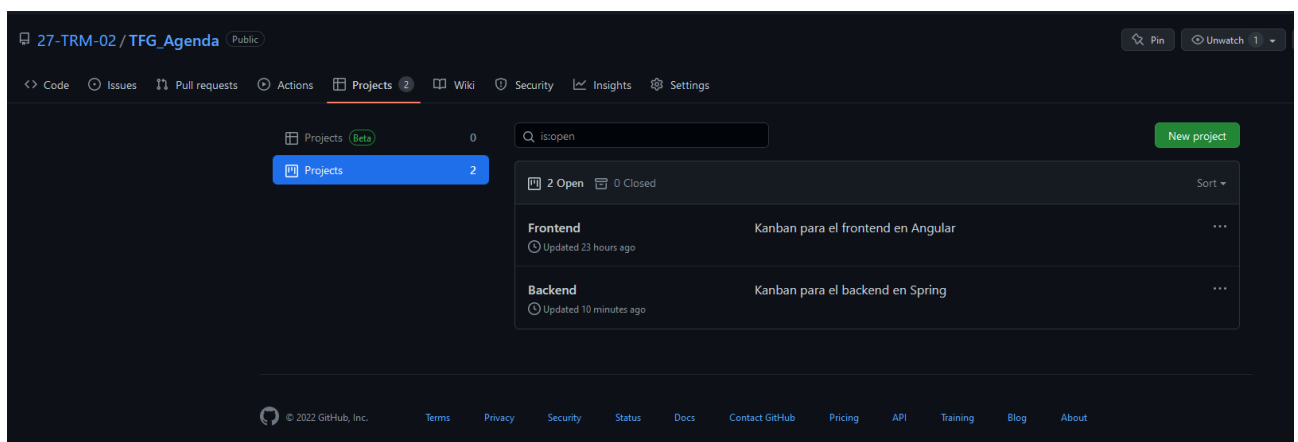 27-TRM-02 / TFG_Agenda Public
Pin
Unwatch 1
Code Issues Pull requests Actions Projects 2 Wiki Security Insights Settings
Projects Beta 0
Projects 2
is:open
New project
2 Open 0 Closed
Sort
Frontend
Kanban para el frontend en Angular
Updated 23 hours ago
Backend
Kanban para el backend en Spring
Updated 10 minutes ago
© 2022 GitHub, Inc. Terms Privacy Security Status Docs Contact GitHub Pricing API Training Blog About